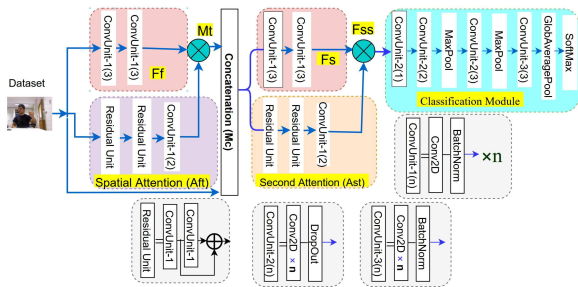 Dataset
ConvUnit-1(3)
ConvUnit-1(3)
Ff
Mt
Residual Unit
Residual Unit
ConvUnit-1(2)
Spatial Attention (Aft)
Concatenation (Mc)
ConvUnit-1(3)
ConvUnit-1(3)
Fs
Fss
Residual Unit
Residual Unit
ConvUnit-1(2)
Second Attention (Ast)
ConvUnit-2(1)
ConvUnit-2(2)
MaxPool
ConvUnit-2(3)
MaxPool
ConvUnit-3(3)
GlobAveragePool
SoftMax
Classification Module
ConvUnit-1(n)
Conv2D
BatchNorm
×n
Residual Unit
ConvUnit-1
ConvUnit-1
ConvUnit-2(n)
Conv2D × n
DropOut
ConvUnit-3(n)
Conv2D × n
BatchNorm